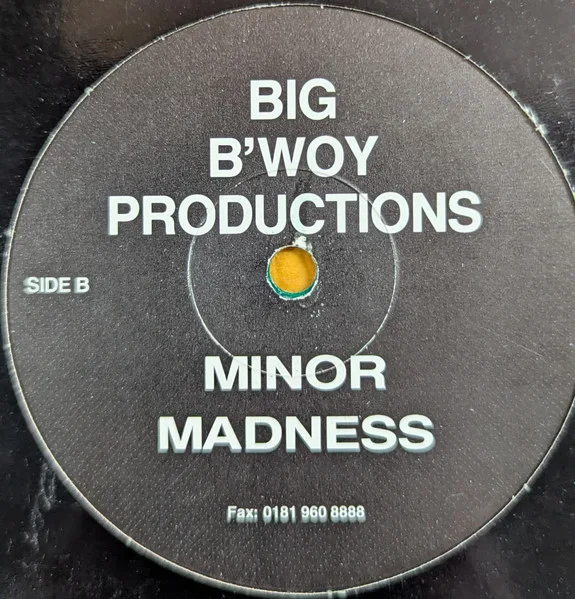 BIG
B'WOY
PRODUCTIONS
SIDE B
MINOR
MADNESS
Fax: 0181 960 8888